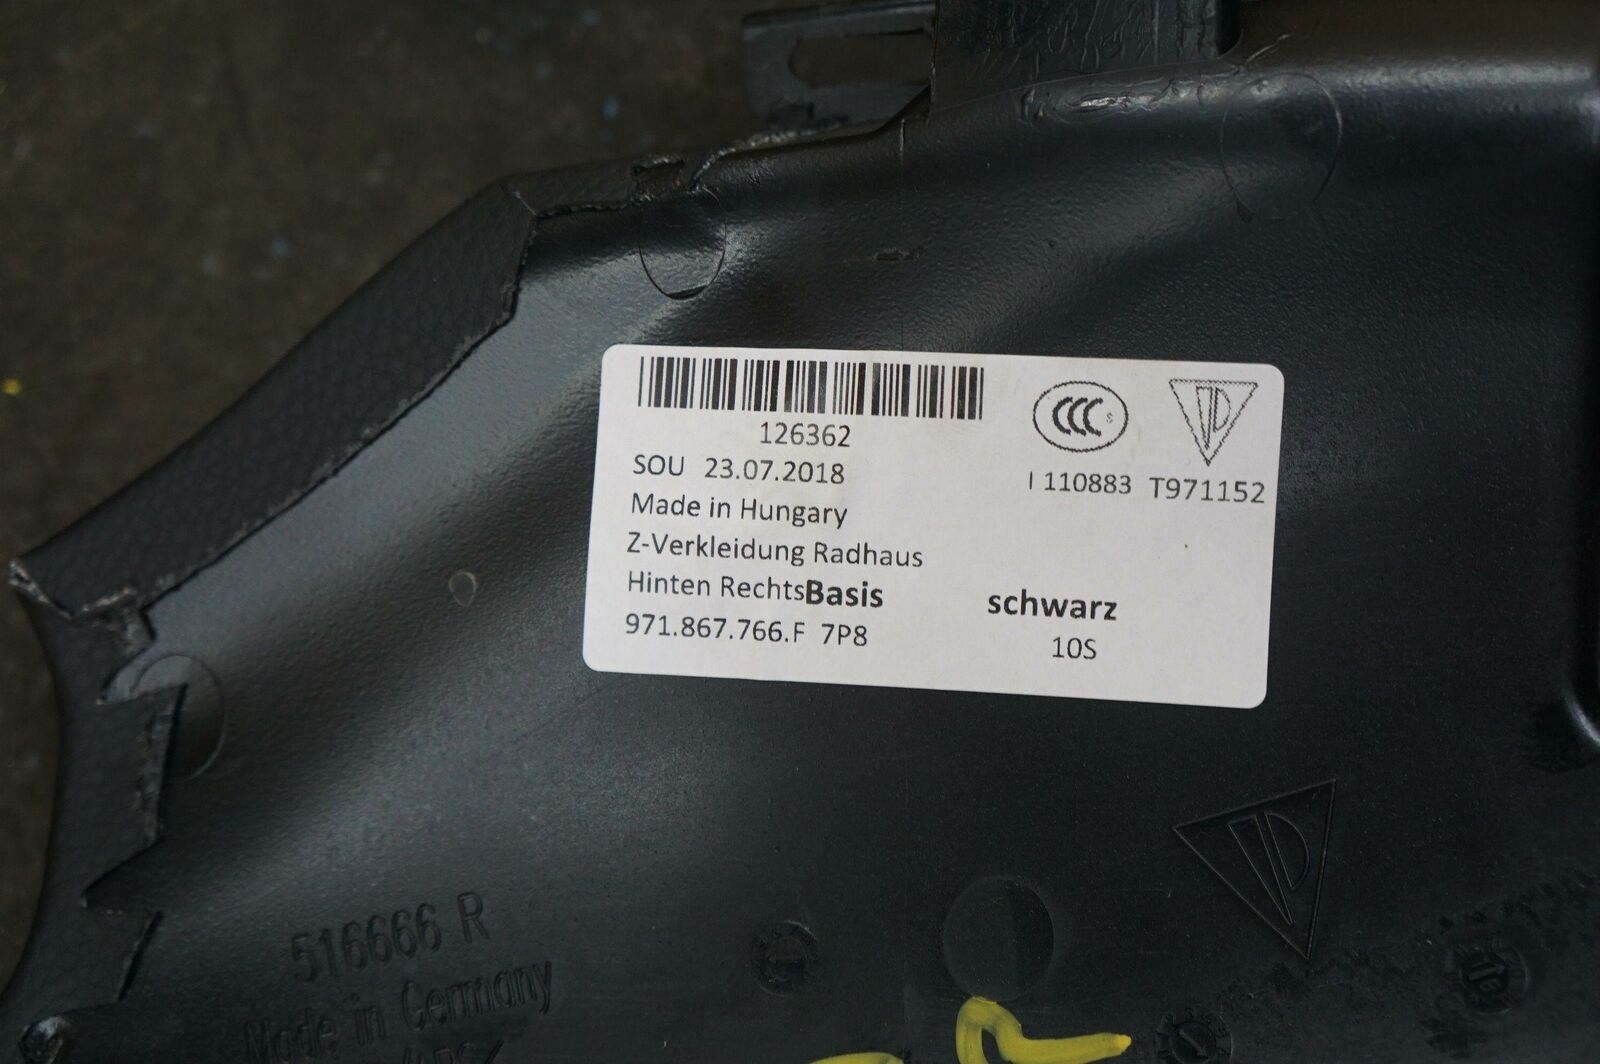 126362
SOU 23.07.2018
Made in Hungary
Z-Verkleidung Radhaus
Hinten RechtsBasis schwarz
971.867.766.F 7P8 10S
CCC S
I 110883 T971152
516666 R
Made in Germany